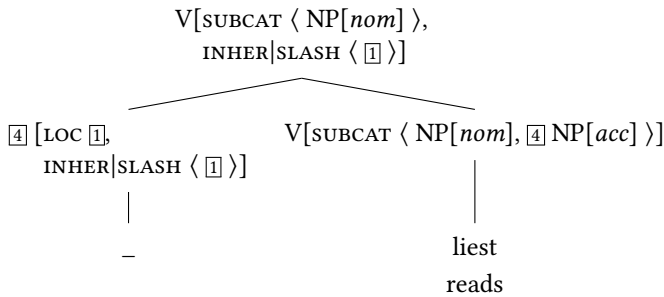 V[SUBCAT ⟨ NP[nom] ⟩,
INHER|SLASH ⟨ 1 ⟩]
4 [LOC 1,
INHER|SLASH ⟨ 1 ⟩]
V[SUBCAT ⟨ NP[nom], 4 NP[acc] ⟩]
_
liest
reads